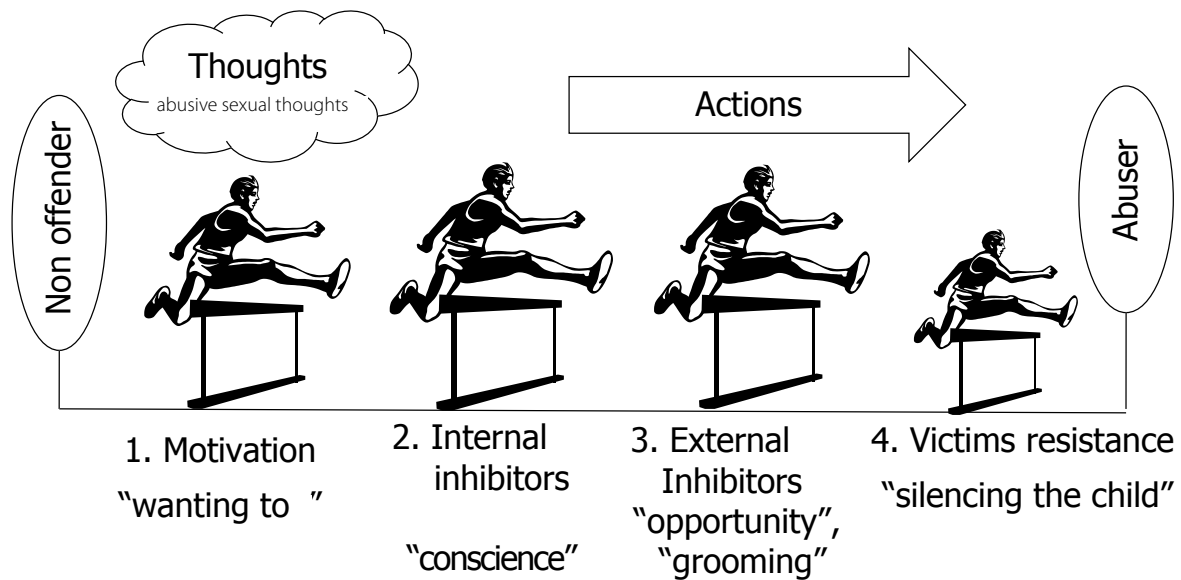 Thoughts
abusive sexual thoughts
Actions
Non offender
Abuser
1. Motivation
“wanting to ”
2. Internal
inhibitors
“conscience”
3. External
Inhibitors
“opportunity”,
“grooming”
4. Victims resistance
“silencing the child”